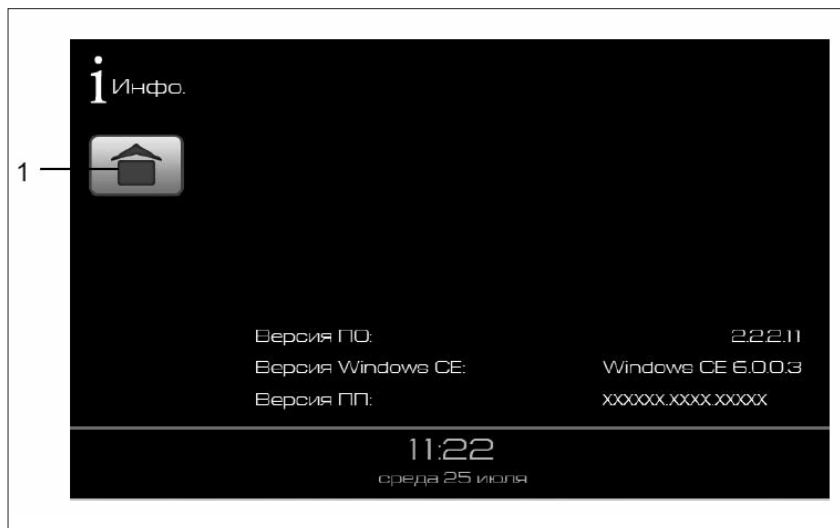 i Инфо.
1
Версия ПО: 2.2.2.11
Версия Windows CE: Windows CE 6.0.0.3
Версия ПП: XXXXXX.XXXX.XXXXX
11:22
среда 25 июля